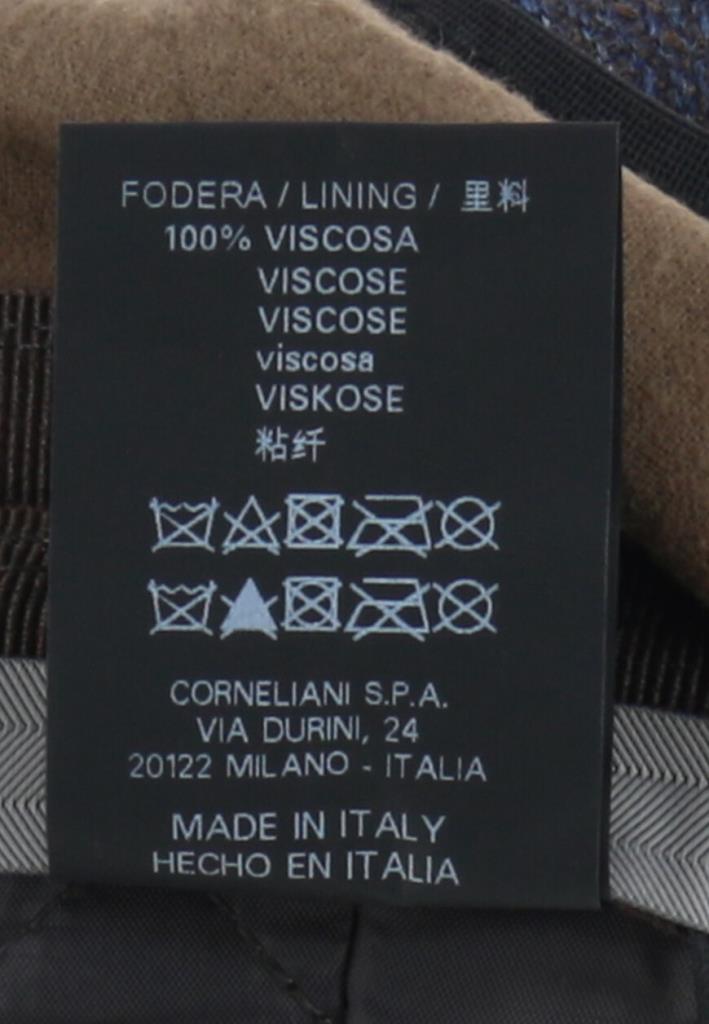 FODERA / LINING / 里料
100% VISCOSA
VISCOSE
VISCOSE
viscosa
VISKOSE
粘纤
CORNELIANI S.P.A.
VIA DURINI, 24
20122 MILANO - ITALIA
MADE IN ITALY
HECHO EN ITALIA